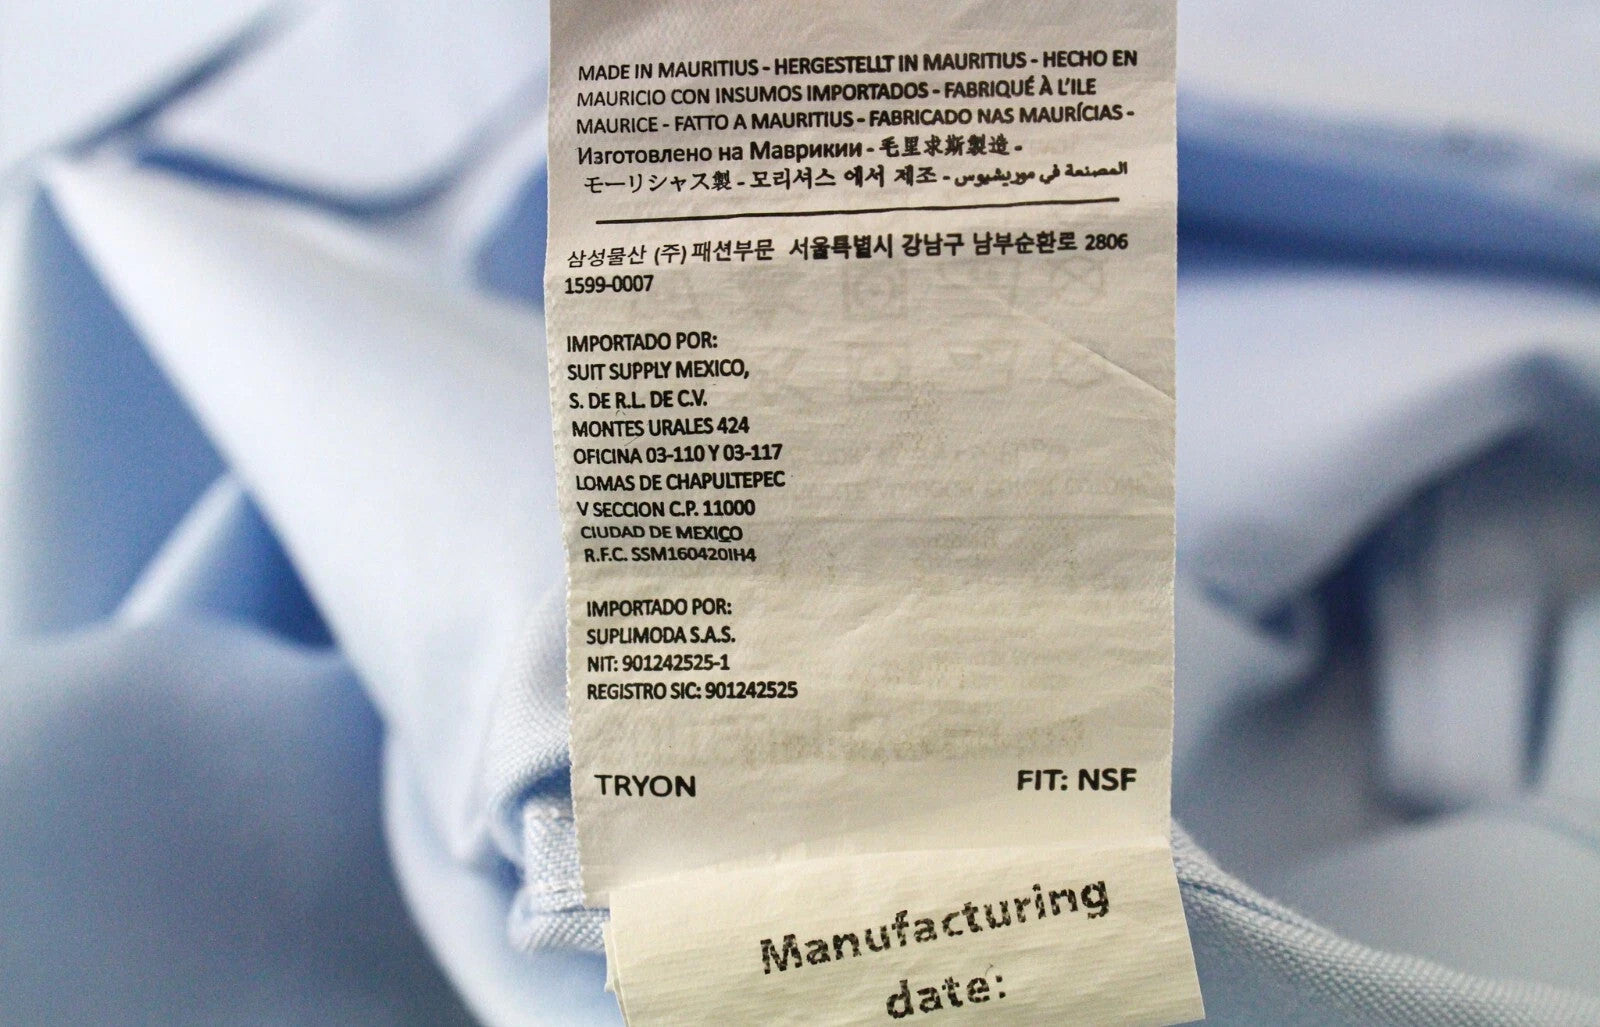 MADE IN MAURITIUS - HERGESTELLT IN MAURITIUS - HECHO EN
MAURICIO CON INSUMOS IMPORTADOS - FABRIQUÉ À L'ILE
MAURICE - FATTO A MAURITIUS - FABRICADO NAS MAURÍCIAS -
Изготовлено на Маврикии - 毛里求斯製造 -
モーリシャス製 - 모리셔스 에서 제조 - المصنعة في موريشيوس
삼성물산 (주) 패션부문 서울특별시 강남구 남부순환로 2806
1599-0007
IMPORTADO POR:
SUIT SUPPLY MEXICO,
S. DE R.L. DE C.V.
MONTES URALES 424
OFICINA 03-110 Y 03-117
LOMAS DE CHAPULTEPEC
V SECCION C.P. 11000
CIUDAD DE MEXICO
R.F.C. SSM160420IH4
IMPORTADO POR:
SUPLIMODA S.A.S.
NIT: 901242525-1
REGISTRO SIC: 901242525
TRYON FIT: NSF
Manufacturing
date: